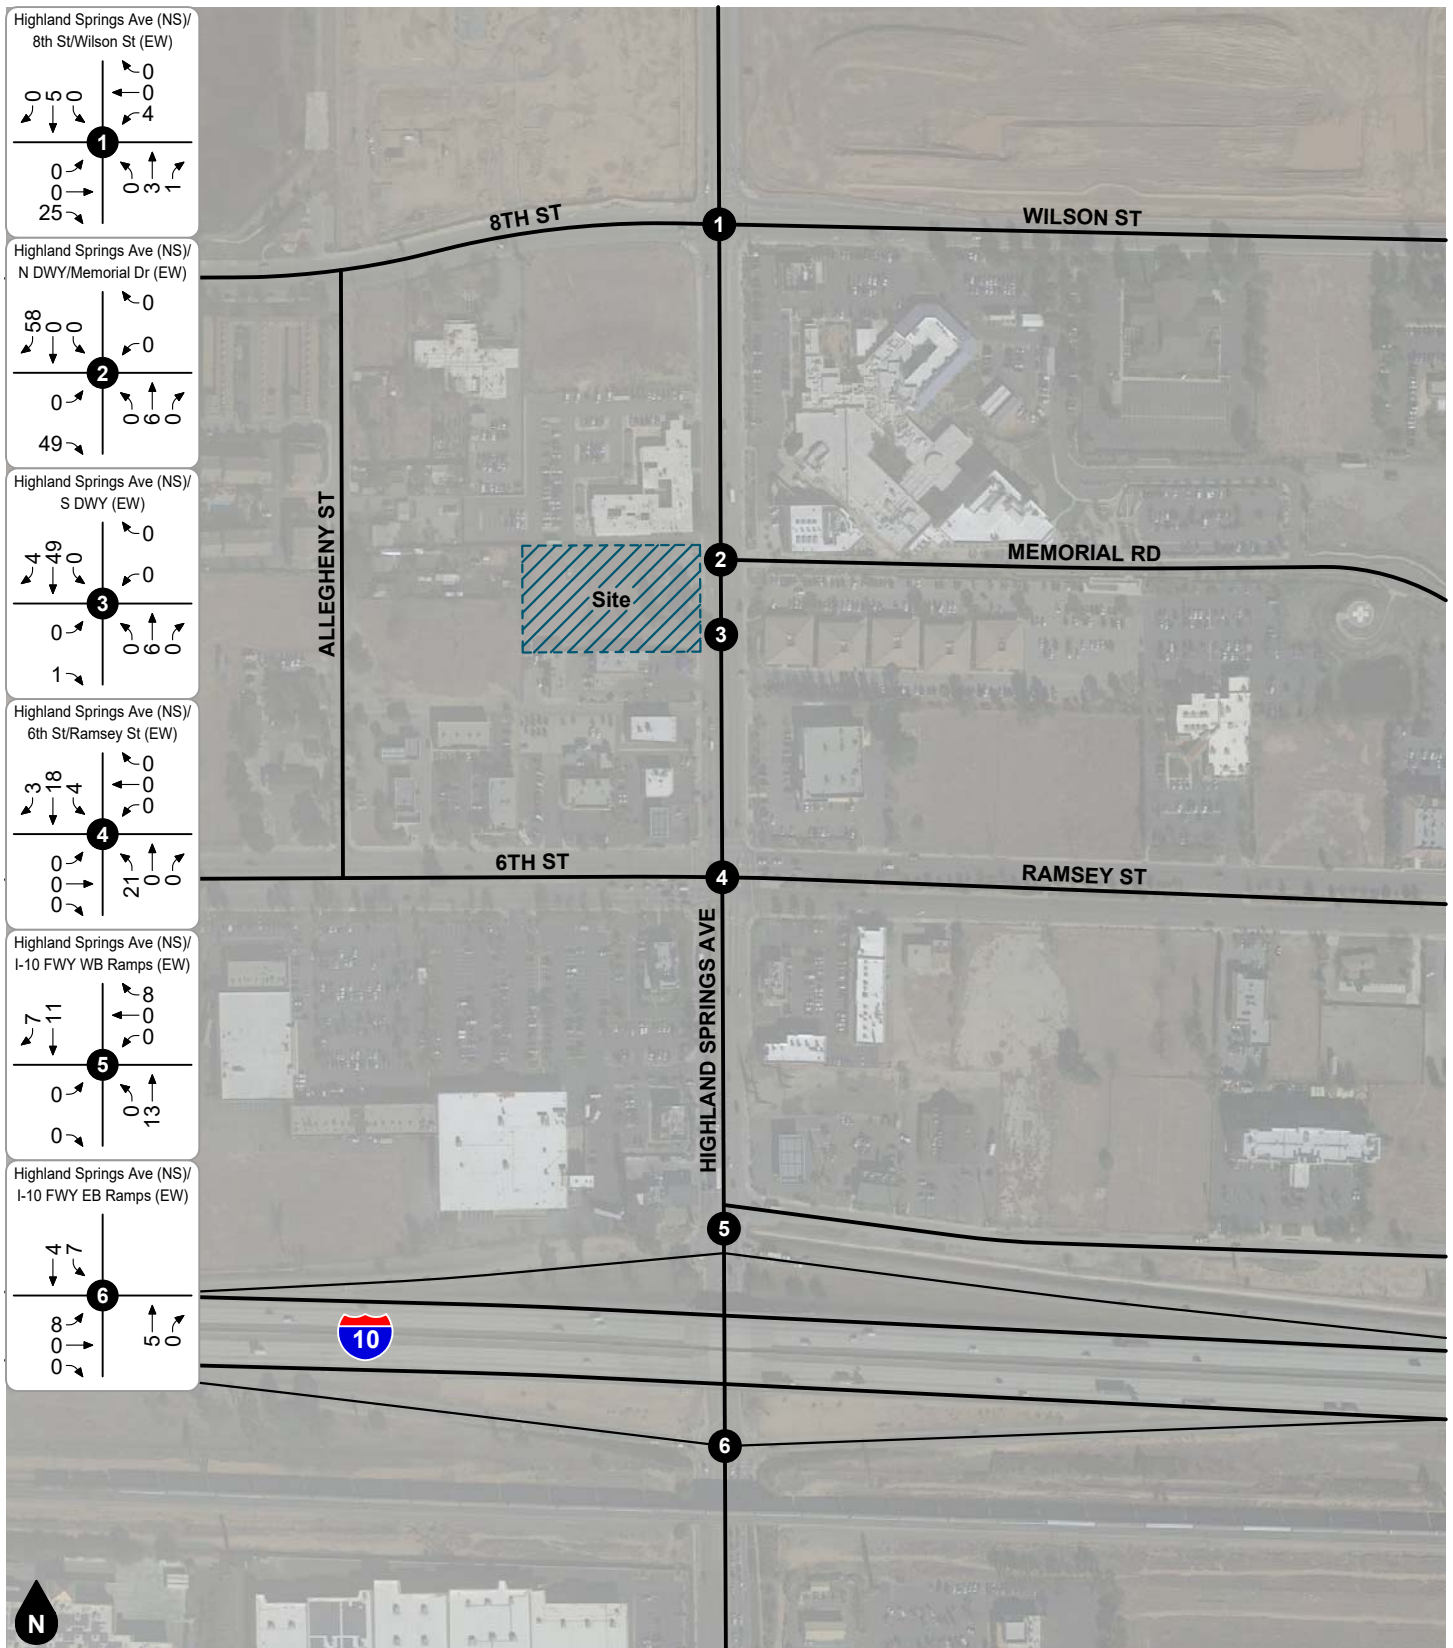 Highland Springs Ave (NS)/
8th St/Wilson St (EW)
0 5 0
0
0
4
1
0
0
25
0 3 1
Highland Springs Ave (NS)/
N DWY/Memorial Dr (EW)
58 0 0
0
0
2
0
49
0 6 0
Highland Springs Ave (NS)/
S DWY (EW)
4 49 0
0
0
3
0
1
0 6 0
Highland Springs Ave (NS)/
6th St/Ramsey St (EW)
3 18 4
0
0
0
4
0
0
0
21 0 0
Highland Springs Ave (NS)/
I-10 FWY WB Ramps (EW)
7 11
8
0
0
5
0
0
0 13
Highland Springs Ave (NS)/
I-10 FWY EB Ramps (EW)
4 7
6
8
0
0
5 0
8TH ST
1
WILSON ST
ALLEGHENY ST
Site
2
MEMORIAL RD
3
6TH ST
4
RAMSEY ST
HIGHLAND SPRINGS AVE
5
10
6
N